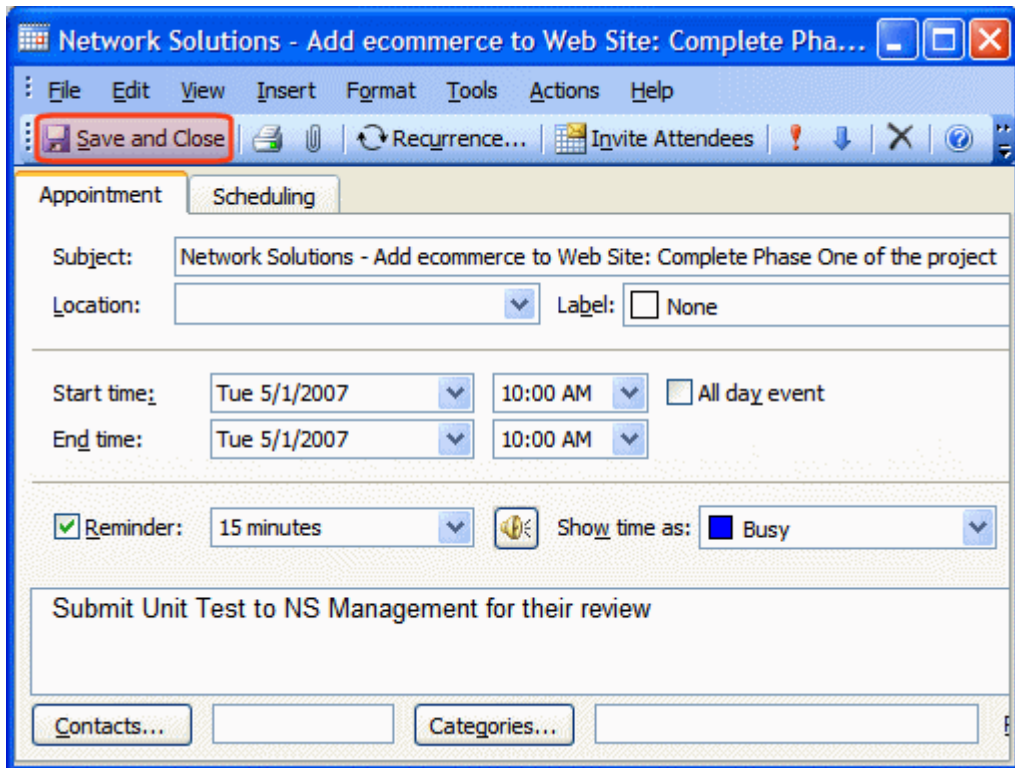 Network Solutions - Add ecommerce to Web Site: Complete Pha...
File Edit View Insert Format Tools Actions Help
Save and Close Recurrence... Invite Attendees
Appointment Scheduling
Subject: Network Solutions - Add ecommerce to Web Site: Complete Phase One of the project
Location: Label: None
Start time: Tue 5/1/2007 10:00 AM All day event
End time: Tue 5/1/2007 10:00 AM
Reminder: 15 minutes Show time as: Busy
Submit Unit Test to NS Management for their review
Contacts... Categories...